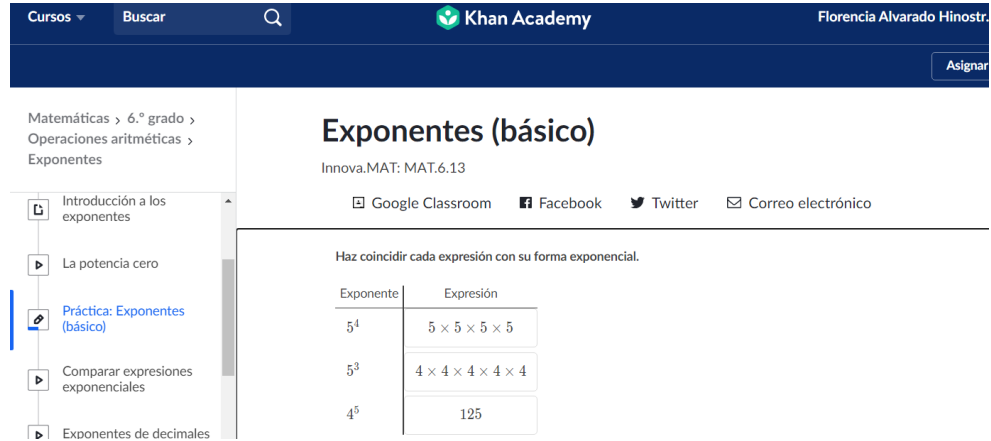 Cursos
Buscar
Khan Academy
Florencia Alvarado Hinostr.
Asignar
Matemáticas > 6.º grado >
Operaciones aritméticas >
Exponentes
Introducción a los
exponentes
La potencia cero
Práctica: Exponentes
(básico)
Comparar expresiones
exponenciales
Exponentes de decimales
Exponentes (básico)
Innova.MAT: MAT.6.13
Google Classroom Facebook Twitter Correo electrónico
Haz coincidir cada expresión con su forma exponencial.
Exponente Expresión
5⁴ 5 × 5 × 5 × 5
5³ 4 × 4 × 4 × 4 × 4
4⁵ 125